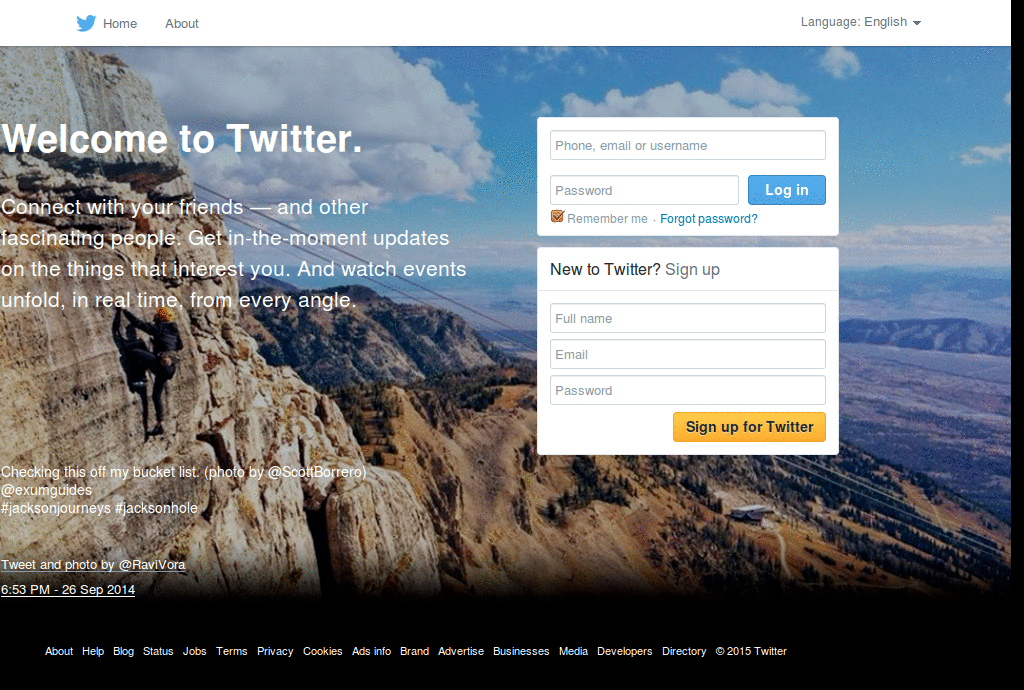 Home About Language: English
Welcome to Twitter.
Connect with your friends — and other
fascinating people. Get in-the-moment updates
on the things that interest you. And watch events
unfold, in real time, from every angle.
Phone, email or username
Password Log in
Remember me · Forgot password?
New to Twitter? Sign up
Full name
Email
Password
Sign up for Twitter
Checking this off my bucket list. (photo by @ScottBorrero)
@exumguides
#jacksonjourneys #jacksonhole
Tweet and photo by @RaviVora
6:53 PM - 26 Sep 2014
About Help Blog Status Jobs Terms Privacy Cookies Ads info Brand Advertise Businesses Media Developers Directory © 2015 Twitter